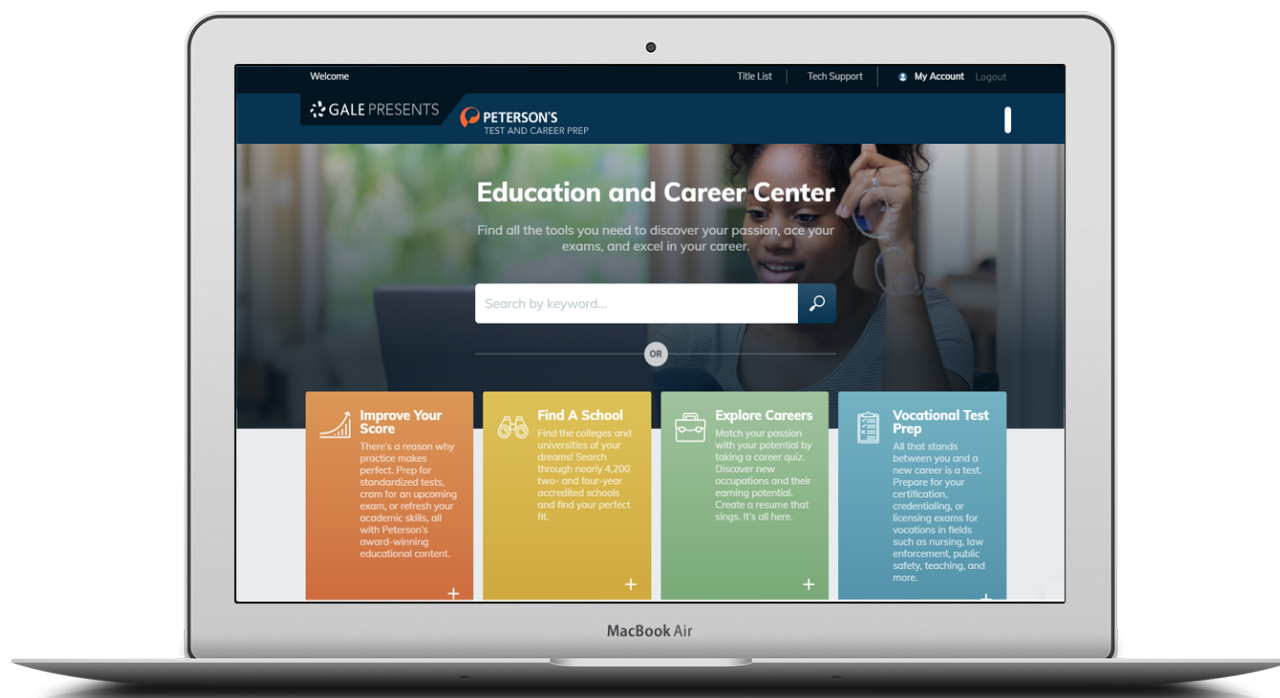 Welcome
Title List
Tech Support
My Account
Logout
GALE PRESENTS
PETERSON'S
TEST AND CAREER PREP
Education and Career Center
Find all the tools you need to discover your passion, ace your
exams, and excel in your career.
Search by keyword...
OR
Improve Your
Score
There's a reason why
practice makes
perfect. Prep for
standardized tests,
cram for an upcoming
exam, or refresh your
academic skills, all
with Peterson's
award-winning
educational content.
+
Find A School
Find the colleges and
universities of your
dreams! Search
through nearly 4,200
two- and four-year
accredited schools
and find your perfect
fit.
+
Explore Careers
Match your passion
with your potential by
taking a career quiz.
Discover new
occupations and their
earning potential.
Create a resume that
sings. It's all here.
+
Vocational Test
Prep
All that stands
between you and a
new career is a test.
Prepare for your
certification,
credentialing, or
licensing exams for
vocations in fields
such as nursing, law
enforcement, public
safety, teaching, and
more.
+
MacBook Air